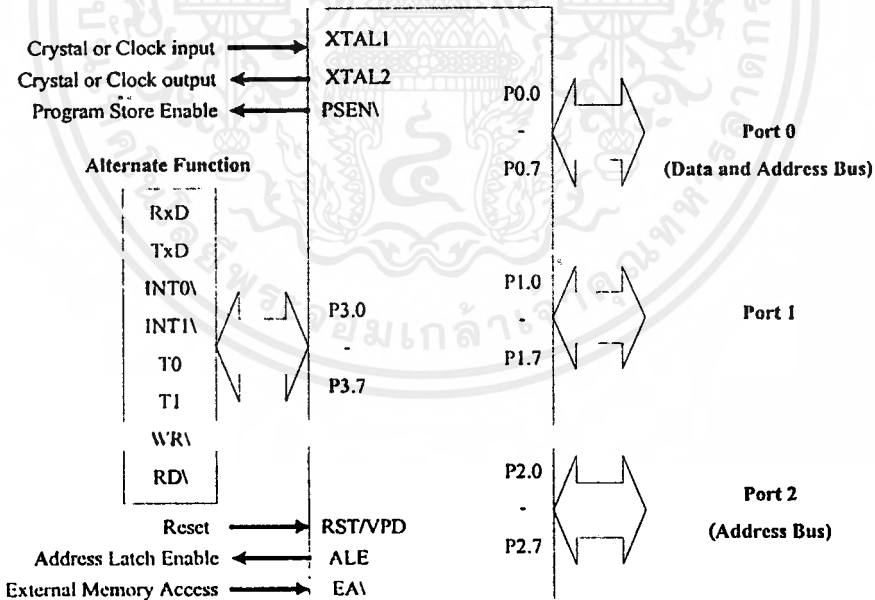 Crystal or Clock input
XTAL1
Crystal or Clock output
XTAL2
Program Store Enable
PSEN\
Alternate Function
RxD
TxD
INT0\
INT1\
T0
T1
WR\
RD\
P3.0
-
P3.7
Reset
RST/VPD
Address Latch Enable
ALE
External Memory Access
EA\
P0.0
-
P0.7
Port 0
(Data and Address Bus)
P1.0
-
P1.7
Port 1
P2.0
-
P2.7
Port 2
(Address Bus)